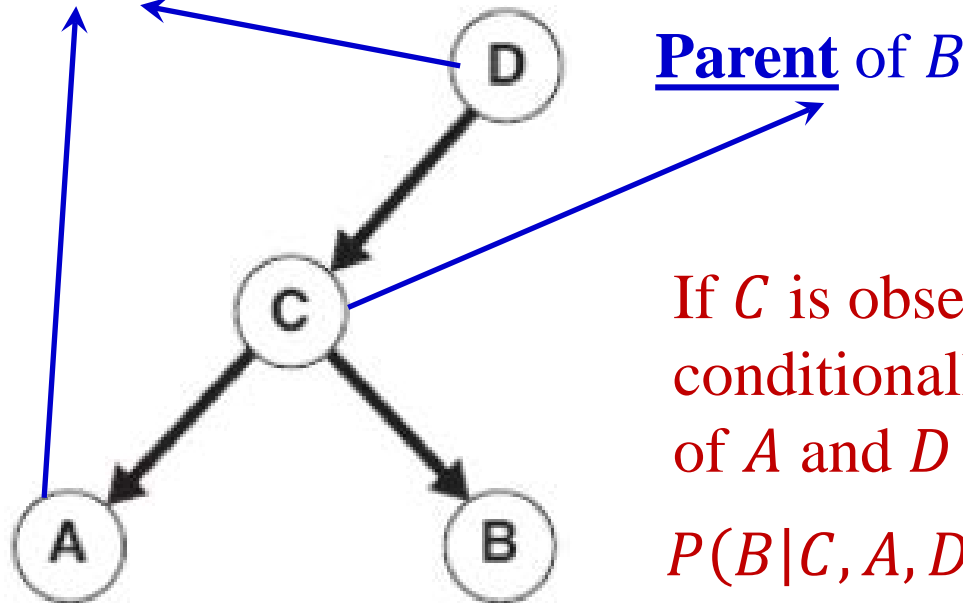 D
Parent of B
C
If C is obse
conditional
of A and D
A
B
P(B|C, A, D